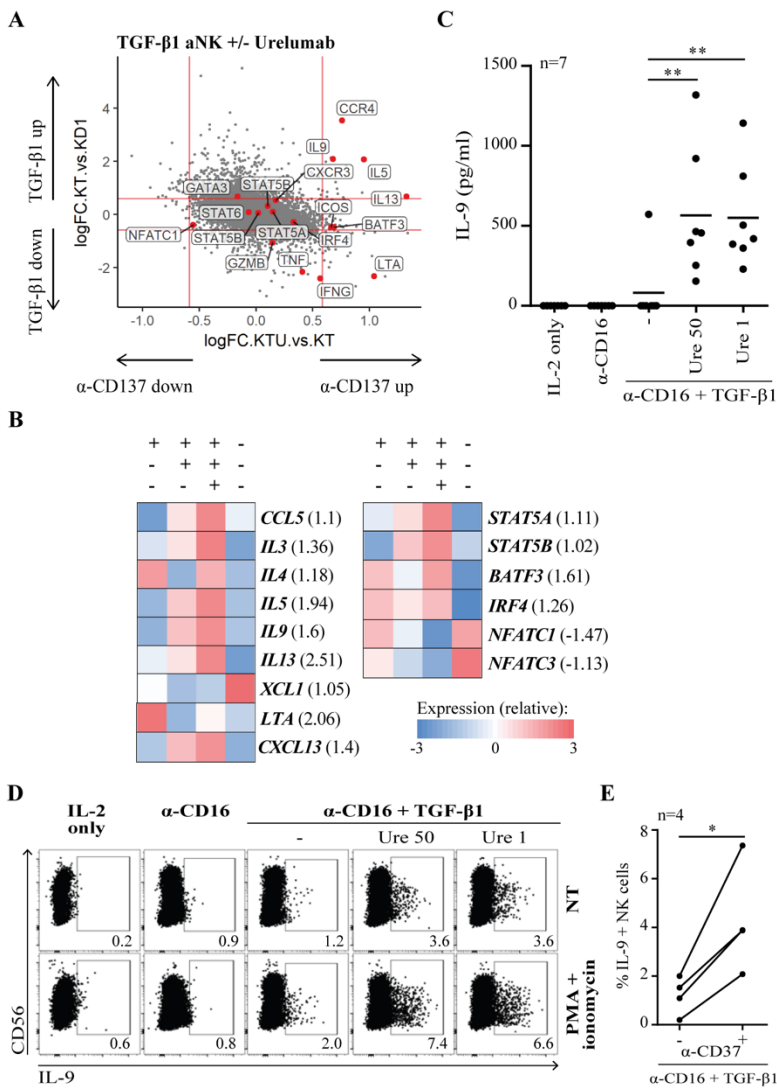 A
TGF-β1 aNK +/- Urelumab
TGF-β1 up
TGF-β1 down
logFC.KT.vs.KD1
4
2
0
-2
CCR4
IL9
IL5
CXCR3
GATA3
STAT5B
IL13
STAT6
ICOS
BATF3
NFATC1
STAT5B
STAT5A
IRF4
GZMB
TNF
LTA
IFNG
-1.0
-0.5
0.0
0.5
1.0
logFC.KTU.vs.KT
α-CD137 down
α-CD137 up
C
n=7
**
**
IL-9 (pg/ml)
1500
1000
500
0
IL-2 only
α-CD16
-
Ure 50
Ure 1
α-CD16 + TGF-β1
B
+ + + -
- + + -
- - + -
CCL5 (1.1)
IL3 (1.36)
IL4 (1.18)
IL5 (1.94)
IL9 (1.6)
IL13 (2.51)
XCL1 (1.05)
LTA (2.06)
CXCL13 (1.4)
+ + + -
- + + -
- - + -
STAT5A (1.11)
STAT5B (1.02)
BATF3 (1.61)
IRF4 (1.26)
NFATC1 (-1.47)
NFATC3 (-1.13)
Expression (relative):
-3 0 3
D
IL-2
only
α-CD16
α-CD16 + TGF-β1
-
Ure 50
Ure 1
0.2
0.9
1.2
3.6
3.6
NT
0.6
0.8
2.0
7.4
6.6
PMA +
ionomycin
CD56
IL-9
E
n=4
*
% IL-9 + NK cells
8
6
4
2
0
- +
α-CD37
α-CD16 + TGF-β1